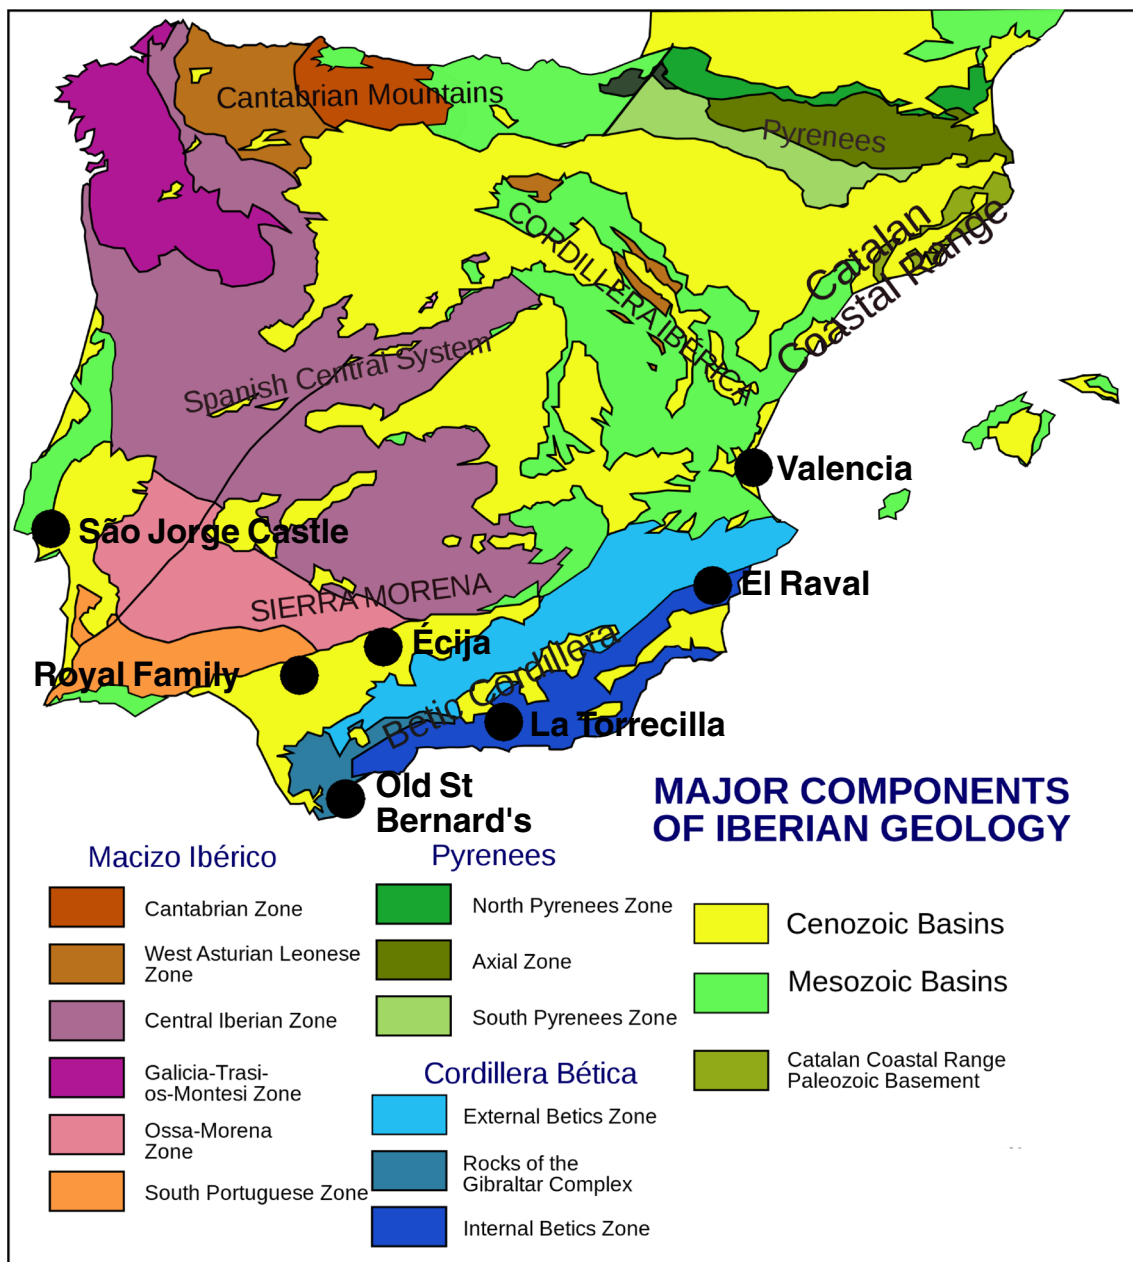 Cantabrian Mountains
Pyrenees
CORDILLERA IBÉRICA
Catalan
Coastal Range
Spanish Central System
Valencia
São Jorge Castle
El Raval
SIERRA MORENA
Écija
Royal Family
Betic Cordillera
La Torrecilla
Old St
Bernard's
MAJOR COMPONENTS
OF IBERIAN GEOLOGY
Macizo Ibérico
Cantabrian Zone
West Asturian Leonese
Zone
Central Iberian Zone
Galicia-Trasi-
os-Montesi Zone
Ossa-Morena
Zone
South Portuguese Zone
Pyrenees
North Pyrenees Zone
Axial Zone
South Pyrenees Zone
Cordillera Bética
External Betics Zone
Rocks of the
Gibraltar Complex
Internal Betics Zone
Cenozoic Basins
Mesozoic Basins
Catalan Coastal Range
Paleozoic Basement